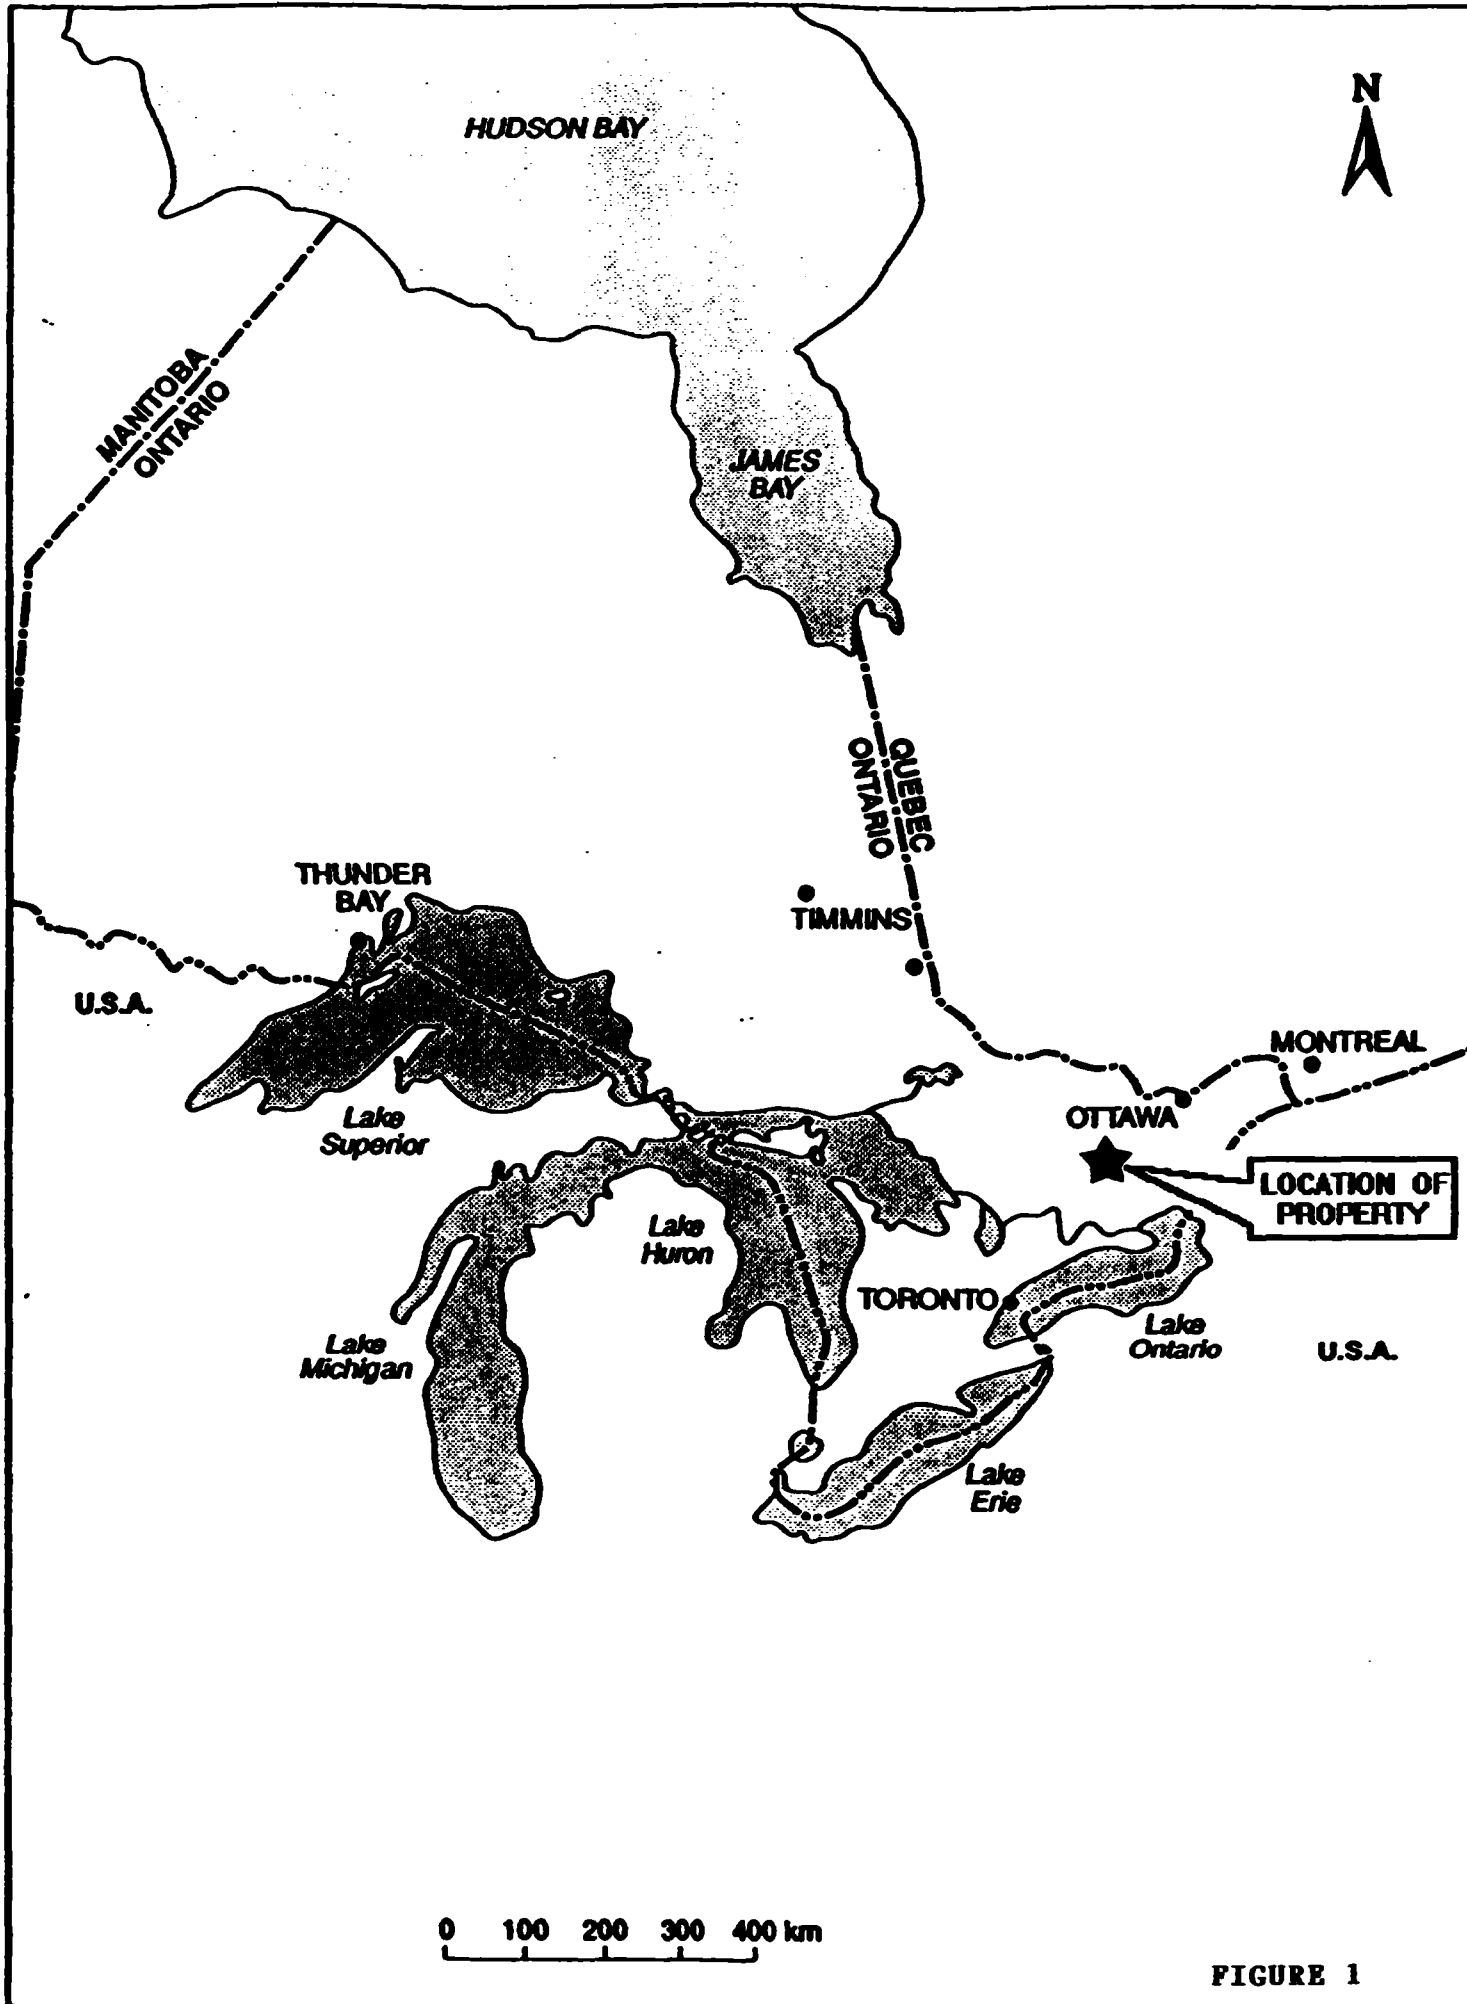 N
HUDSON BAY
MANITOBA
ONTARIO
JAMES
BAY
QUEBEC
ONTARIO
THUNDER
BAY
TIMMINS
U.S.A.
MONTREAL
OTTAWA
Lake
Superior
LOCATION OF
PROPERTY
Lake
Huron
TORONTO
Lake
Ontario
U.S.A.
Lake
Michigan
Lake
Erie
0 100 200 300 400 km
FIGURE 1